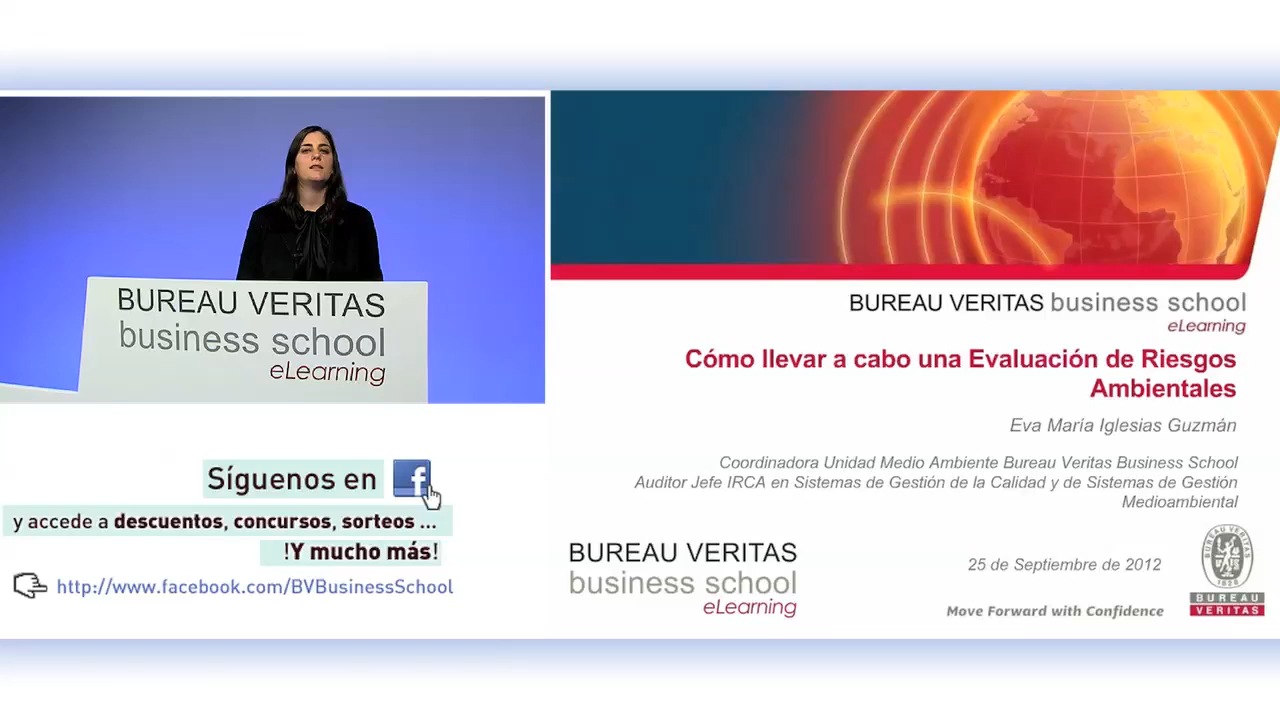 BUREAU VERITAS
business school
eLearning
Síguenos en
y accede a descuentos, concursos, sorteos ...
!Y mucho más!
http://www.facebook.com/BVBusinessSchool
BUREAU VERITAS business school
eLearning
Cómo llevar a cabo una Evaluación de Riesgos
Ambientales
Eva María Iglesias Guzmán
Coordinadora Unidad Medio Ambiente Bureau Veritas Business School
Auditor Jefe IRCA en Sistemas de Gestión de la Calidad y de Sistemas de Gestión
Medioambiental
BUREAU VERITAS
business school
eLearning
25 de Septiembre de 2012
Move Forward with Confidence
BUREAU VERITAS
1828
BUREAU
VERITAS